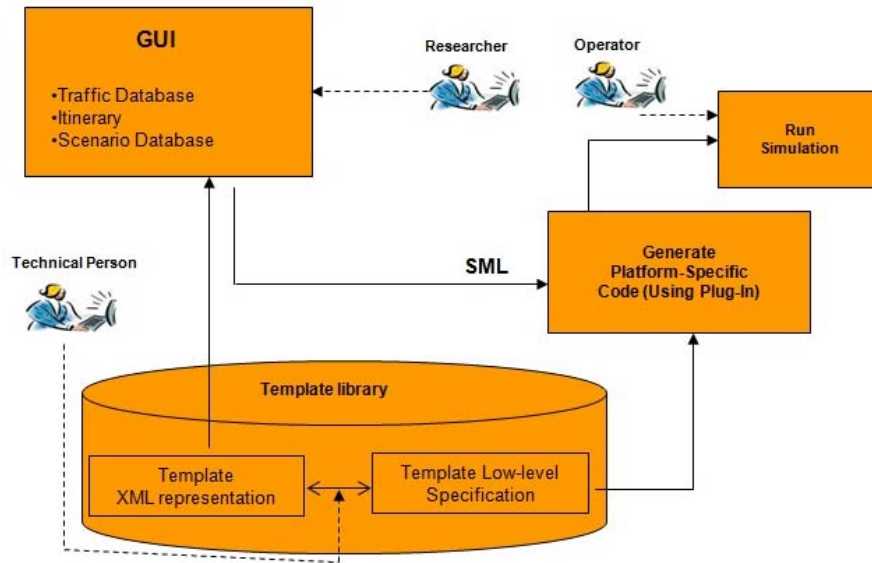 GUI
•Traffic Database
•Itinerary
•Scenario Database
Researcher
Operator
Run
Simulation
Technical Person
SML
Generate
Platform-Specific
Code (Using Plug-In)
Template library
Template
XML representation
Template Low-level
Specification